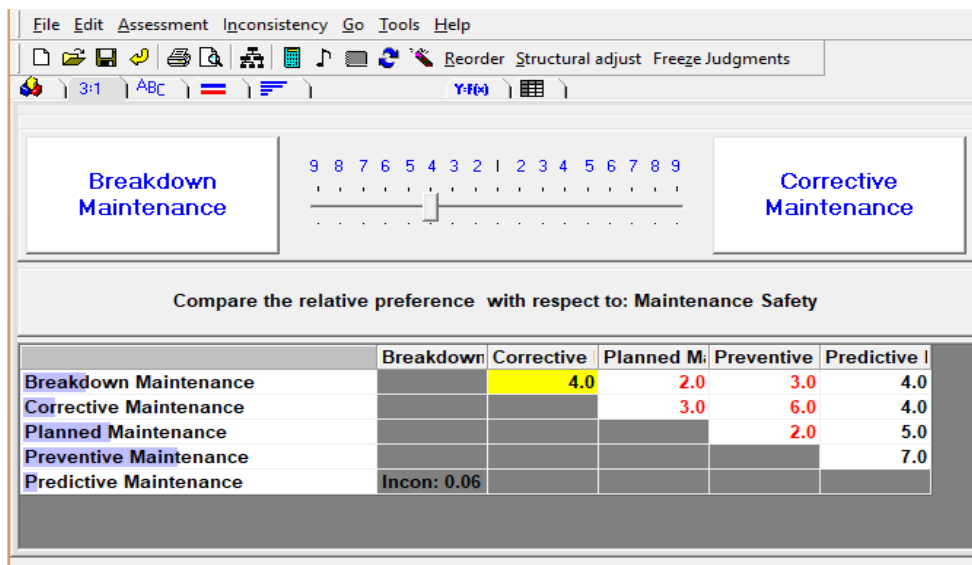 File Edit Assessment Inconsistency Go Tools Help
Reorder Structural adjust Freeze Judgments
3:1 ABC Y=F(x)
9 8 7 6 5 4 3 2 1 2 3 4 5 6 7 8 9
Breakdown Maintenance
Corrective Maintenance
Compare the relative preference with respect to: Maintenance Safety
Breakdown Corrective Planned M Preventive Predictive
Breakdown Maintenance 4.0 2.0 3.0 4.0
Corrective Maintenance 3.0 6.0 4.0
Planned Maintenance 2.0 5.0
Preventive Maintenance 7.0
Predictive Maintenance Incon: 0.06